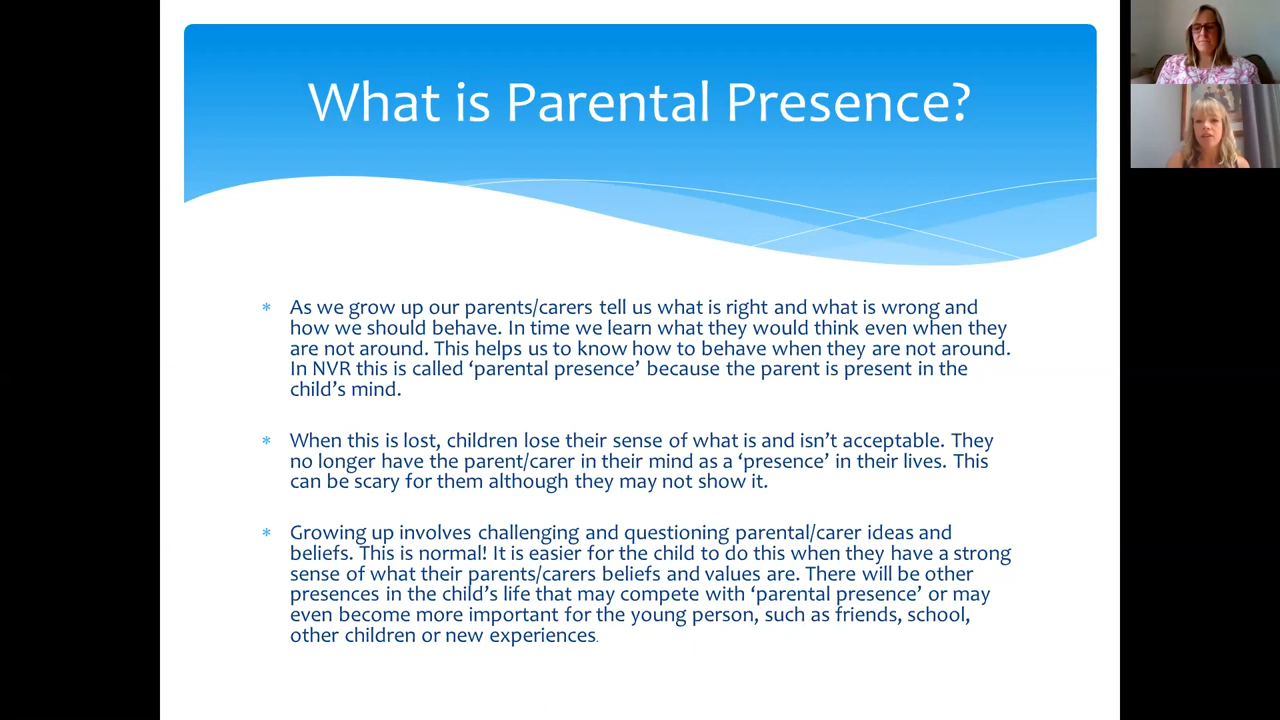 What is Parental Presence?
* As we grow up our parents/carers tell us what is right and what is wrong and
how we should behave. In time we learn what they would think even when they
are not around. This helps us to know how to behave when they are not around.
In NVR this is called ‘parental presence’ because the parent is present in the
child’s mind.
* When this is lost, children lose their sense of what is and isn’t acceptable. They
no longer have the parent/carer in their mind as a ‘presence’ in their lives. This
can be scary for them although they may not show it.
* Growing up involves challenging and questioning parental/carer ideas and
beliefs. This is normal! It is easier for the child to do this when they have a strong
sense of what their parents/carers beliefs and values are. There will be other
presences in the child’s life that may compete with ‘parental presence’ or may
even become more important for the young person, such as friends, school,
other children or new experiences.